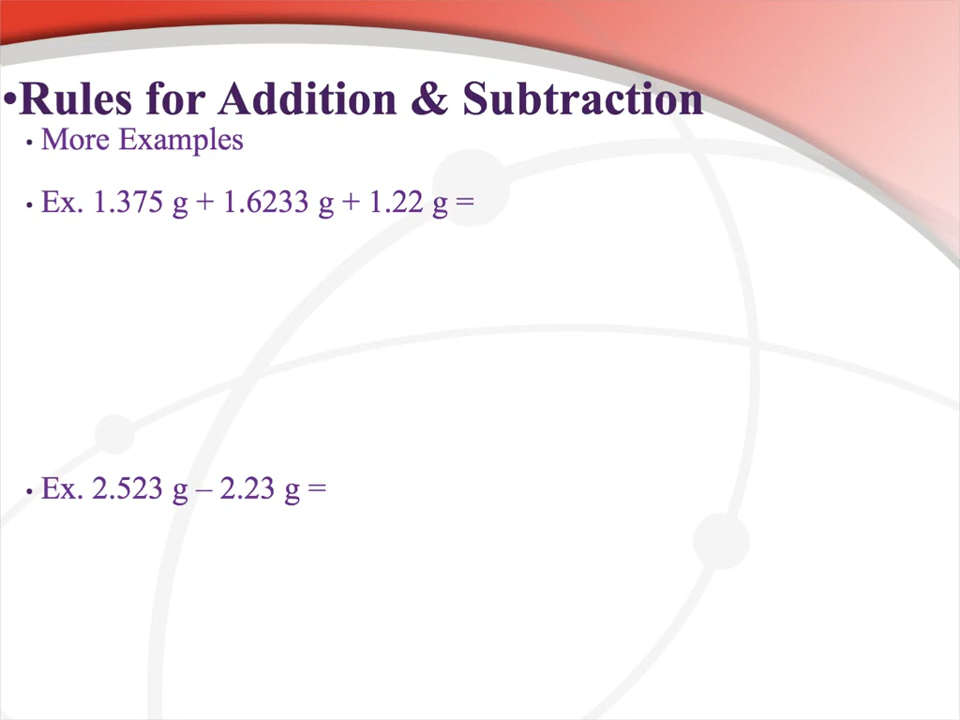 •Rules for Addition & Subtraction
• More Examples
• Ex. 1.375 g + 1.6233 g + 1.22 g =
• Ex. 2.523 g – 2.23 g =